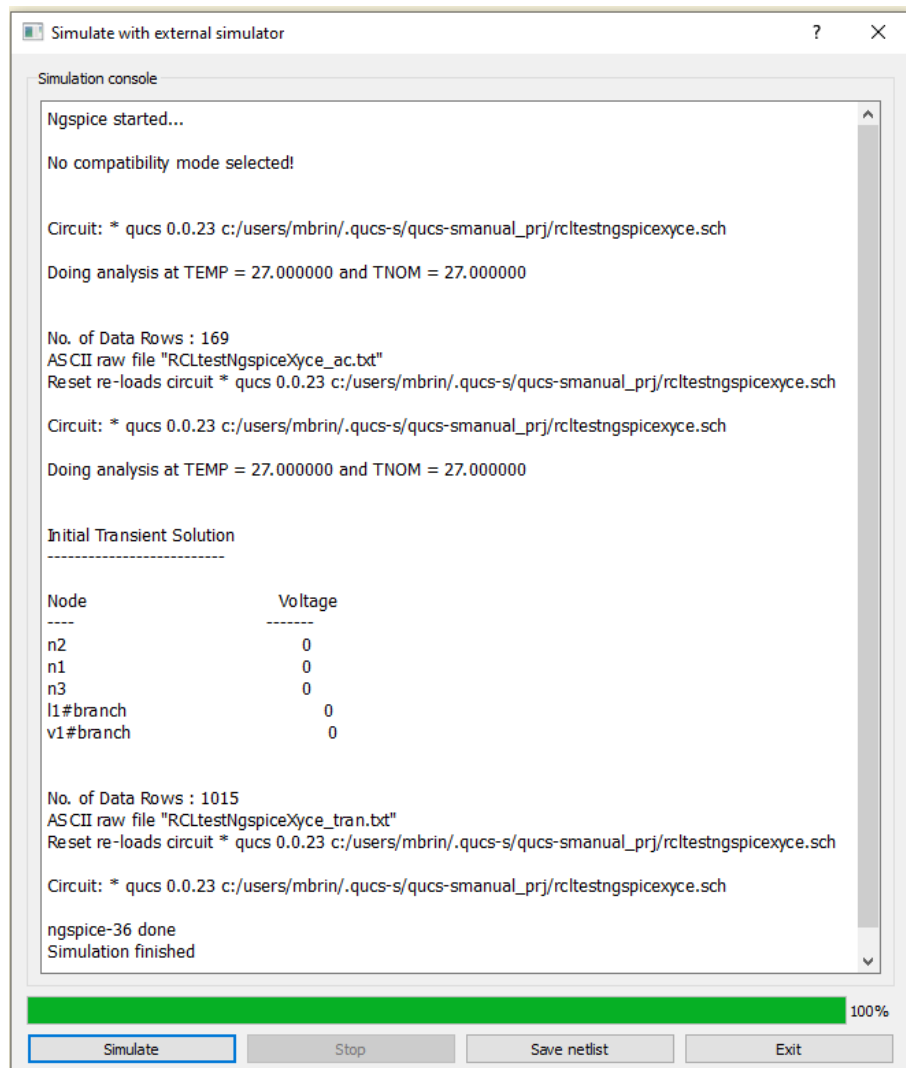 Simulate with external simulator ?
Simulation console
Ngspice started...
No compatibility mode selected!
Circuit: * qucs 0.0.23 c:/users/mbrin/.qucs-s/qucs-smanual_prj/rcltestngspicexyce.sch
Doing analysis at TEMP = 27.000000 and TNOM = 27.000000
No. of Data Rows : 169
ASCII raw file "RCLtestNgspiceXyce_ac.txt"
Reset re-loads circuit * qucs 0.0.23 c:/users/mbrin/.qucs-s/qucs-smanual_prj/rcltestngspicexyce.sch
Circuit: * qucs 0.0.23 c:/users/mbrin/.qucs-s/qucs-smanual_prj/rcltestngspicexyce.sch
Doing analysis at TEMP = 27.000000 and TNOM = 27.000000
Initial Transient Solution
--------------------------
Node Voltage
---- -------
n2 0
n1 0
n3 0
l1#branch 0
v1#branch 0
No. of Data Rows : 1015
ASCII raw file "RCLtestNgspiceXyce_tran.txt"
Reset re-loads circuit * qucs 0.0.23 c:/users/mbrin/.qucs-s/qucs-smanual_prj/rcltestngspicexyce.sch
Circuit: * qucs 0.0.23 c:/users/mbrin/.qucs-s/qucs-smanual_prj/rcltestngspicexyce.sch
ngspice-36 done
Simulation finished
100%
Simulate Stop Save netlist Exit